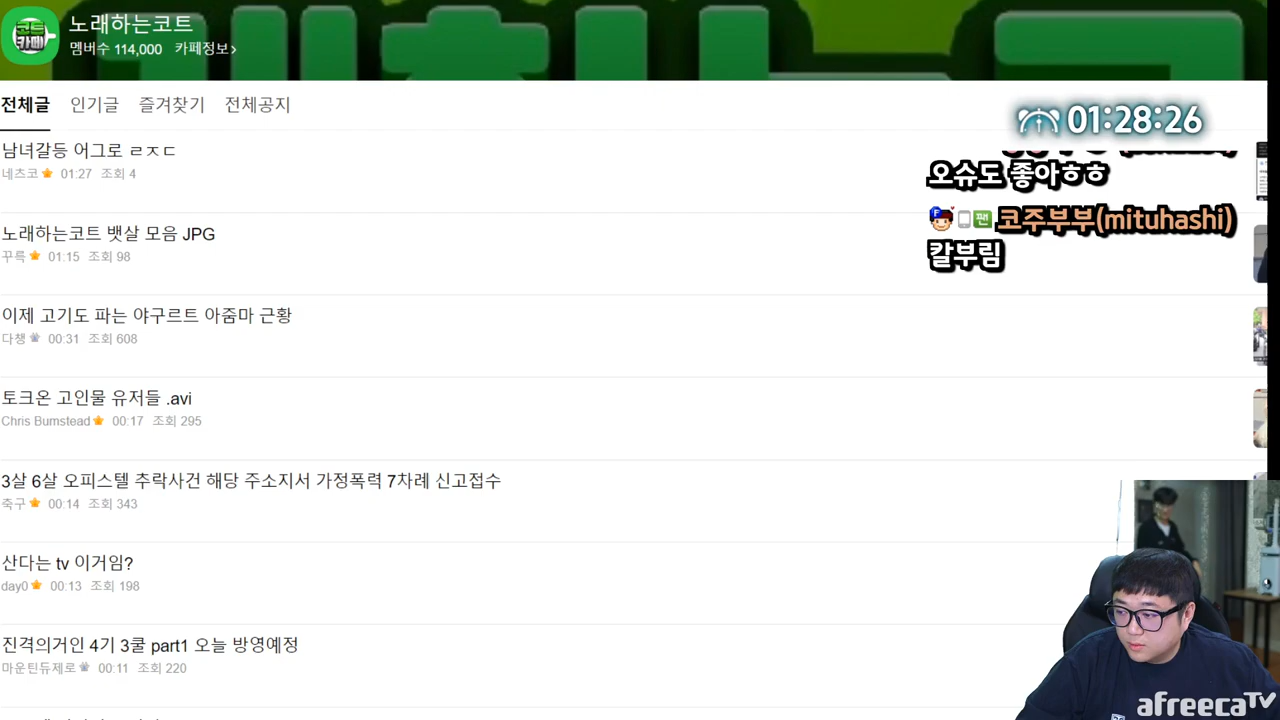 코트
카페
노래하는코트
멤버수 114,000 카페정보
전체글 인기글 즐겨찾기 전체공지
01:28:26
남녀갈등 어그로 ㄹㅈㄷ
네츠코 01:27 조회 4
오슈도 좋아ㅎㅎ
팬 코주부부(mituhashi)
칼부림
노래하는코트 뱃살 모음 JPG
꾸륵 01:15 조회 98
이제 고기도 파는 야구르트 아줌마 근황
다챙 00:31 조회 608
토크온 고인물 유저들 .avi
Chris Bumstead 00:17 조회 295
3살 6살 오피스텔 추락사건 해당 주소지서 가정폭력 7차례 신고접수
축구 00:14 조회 343
산다는 tv 이거임?
day0 00:13 조회 198
진격의거인 4기 3쿨 part1 오늘 방영예정
마운틴듀제로 00:11 조회 220
afreecaTV